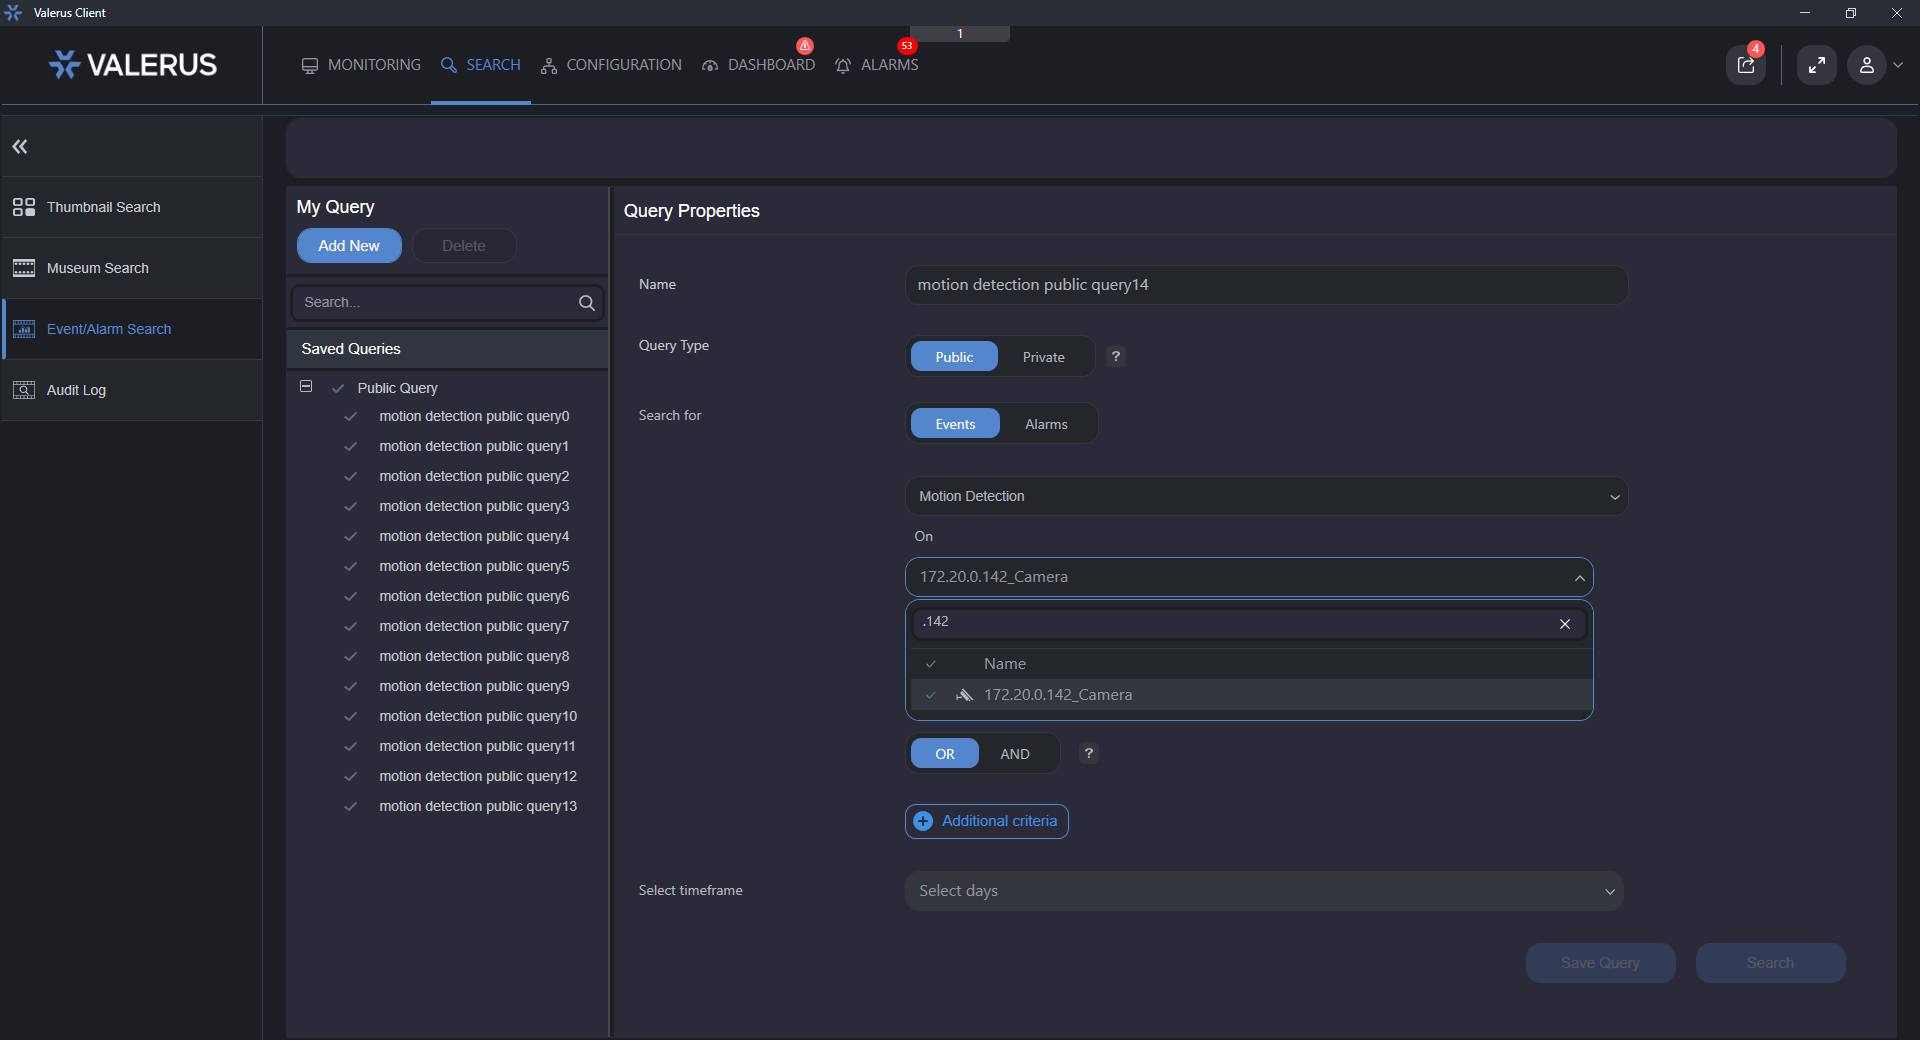 Valerus Client
1
VALERUS
MONITORING
SEARCH
CONFIGURATION
DASHBOARD
53
ALARMS
4
Thumbnail Search
Museum Search
Event/Alarm Search
Audit Log
My Query
Add New
Delete
Search...
Saved Queries
Public Query
motion detection public query0
motion detection public query1
motion detection public query2
motion detection public query3
motion detection public query4
motion detection public query5
motion detection public query6
motion detection public query7
motion detection public query8
motion detection public query9
motion detection public query10
motion detection public query11
motion detection public query12
motion detection public query13
Query Properties
Name
motion detection public query14
Query Type
Public
Private
?
Search for
Events
Alarms
Motion Detection
On
172.20.0.142_Camera
.142
Name
172.20.0.142_Camera
OR
AND
?
Additional criteria
Select timeframe
Select days
Save Query
Search